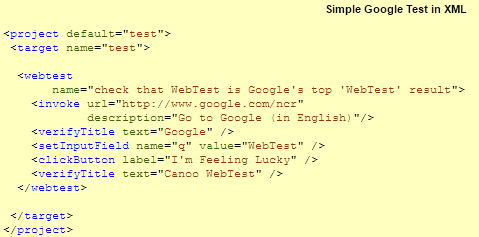 Simple Google Test in XML
<project default="test">
<target name="test">
<webtest
name="check that WebTest is Google's top 'WebTest' result">
<invoke url="http://www.google.com/ncr"
description="Go to Google (in English)"/>
<verifyTitle text="Google" />
<setInputField name="q" value="WebTest" />
<clickButton label="I'm Feeling Lucky" />
<verifyTitle text="Canoo WebTest" />
</webtest>
</target>
</project>